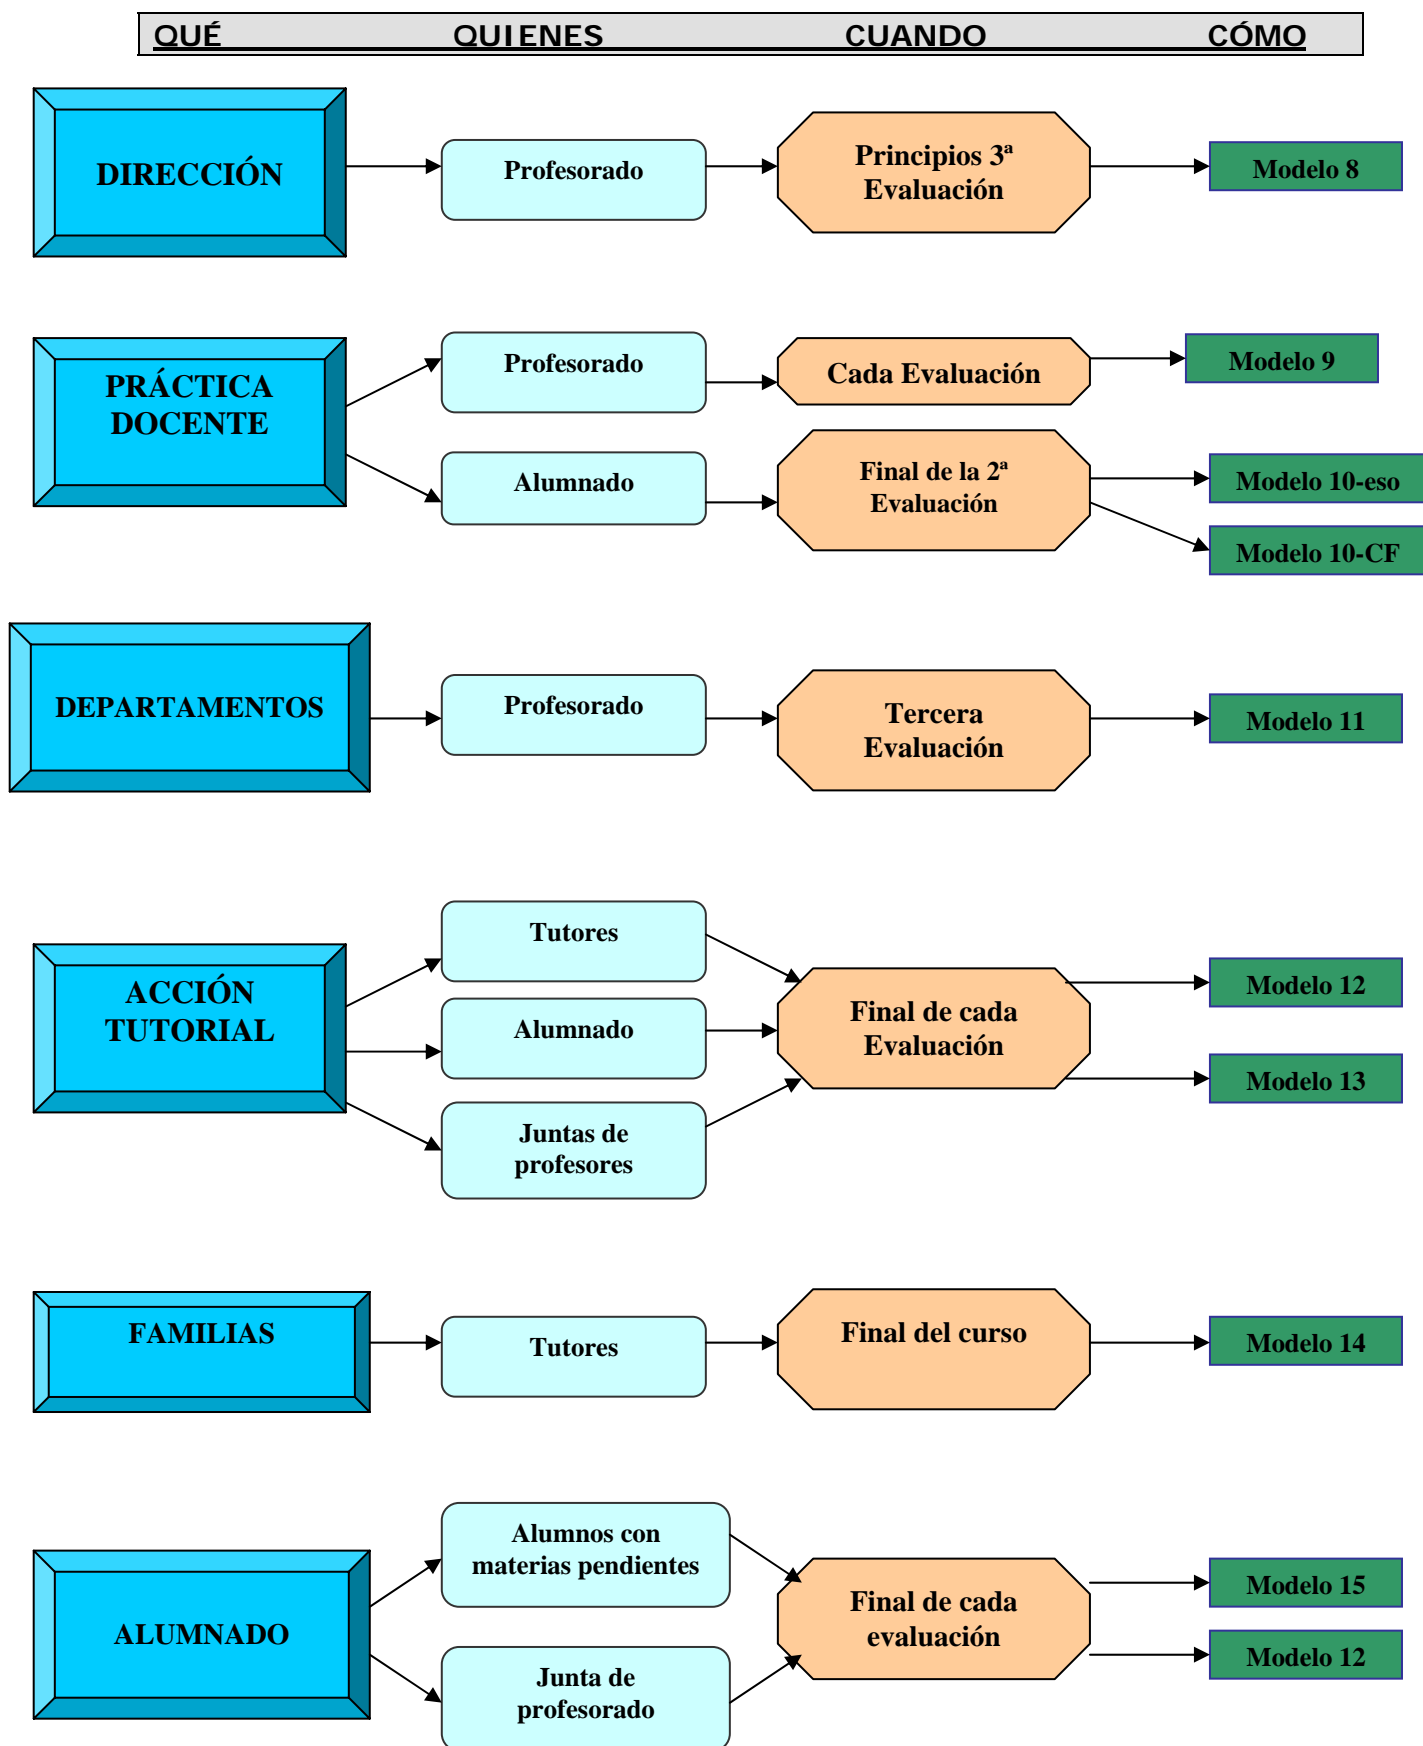 QUÉ QUIENES CUANDO CÓMO
DIRECCIÓN
Profesorado
Principios 3ª
Evaluación
Modelo 8
PRÁCTICA
DOCENTE
Profesorado
Cada Evaluación
Modelo 9
Alumnado
Final de la 2ª
Evaluación
Modelo 10-eso
Modelo 10-CF
DEPARTAMENTOS
Profesorado
Tercera
Evaluación
Modelo 11
ACCIÓN
TUTORIAL
Tutores
Alumnado
Juntas de
profesores
Final de cada
Evaluación
Modelo 12
Modelo 13
FAMILIAS
Tutores
Final del curso
Modelo 14
ALUMNADO
Alumnos con
materias pendientes
Junta de
profesorado
Final de cada
evaluación
Modelo 15
Modelo 12